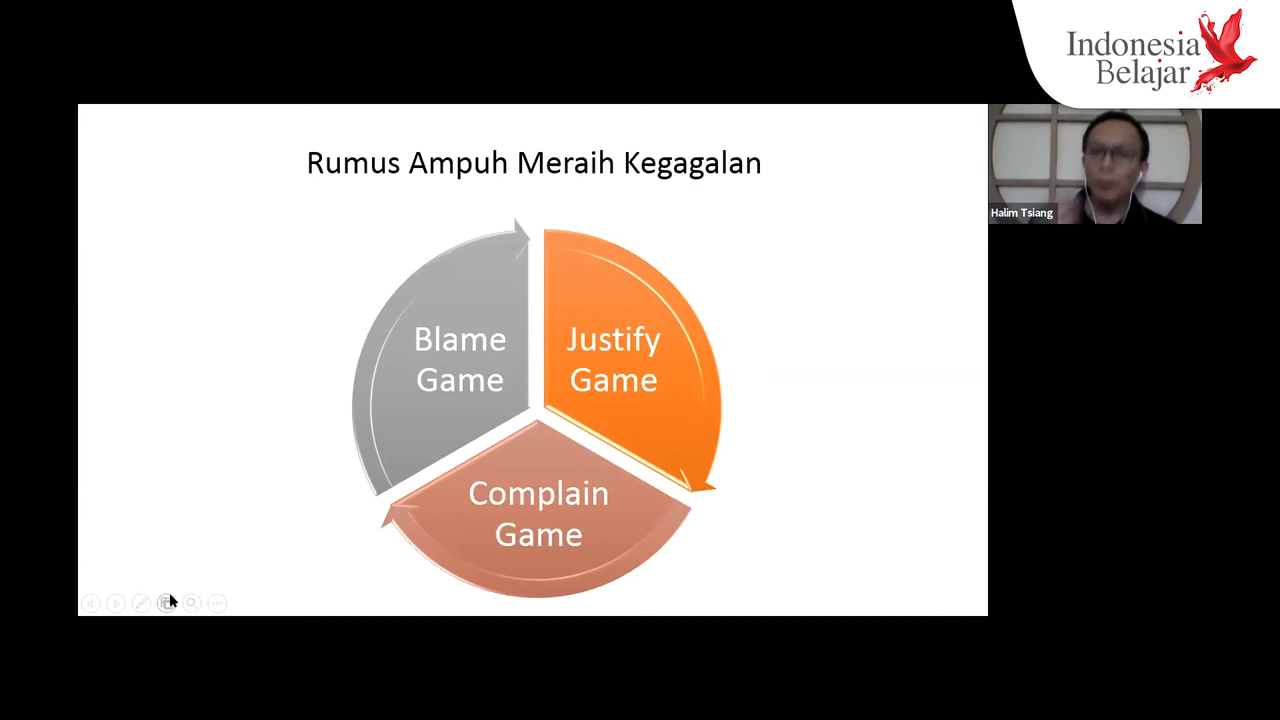 Indonesia
Belajar
Rumus Ampuh Meraih Kegagalan
Halim Tsiang
Blame
Game
Justify
Game
Complain
Game